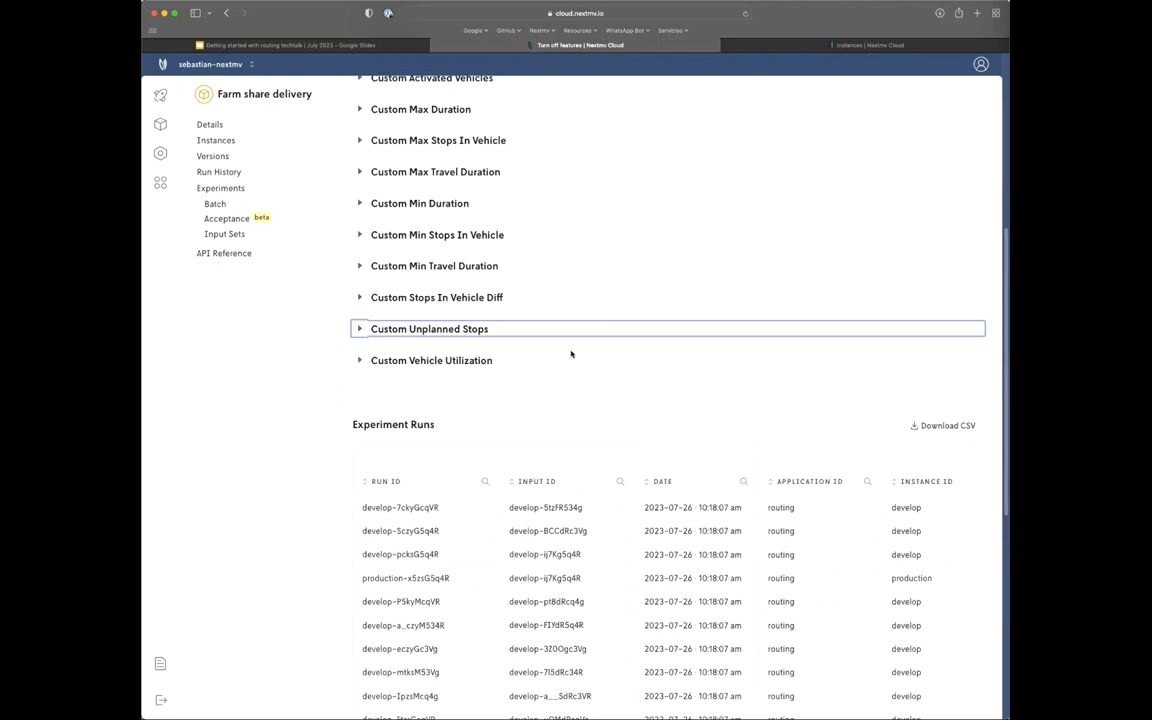 cloud.nextmv.io
Google GitHub Nextmv Resources WhatsApp Bot Servicios
Getting started with routing techtalk | July 2023 - Google Slides
Turn off features | Nextmv Cloud
Instances | Nextmv Cloud
sebastian-nextmv
Farm share delivery
Details
Instances
Versions
Run History
Experiments
Batch
Acceptance beta
Input Sets
API Reference
Custom Activated Vehicles
Custom Max Duration
Custom Max Stops In Vehicle
Custom Max Travel Duration
Custom Min Duration
Custom Min Stops In Vehicle
Custom Min Travel Duration
Custom Stops In Vehicle Diff
Custom Unplanned Stops
Custom Vehicle Utilization
Experiment Runs
Download CSV
RUN ID INPUT ID DATE APPLICATION ID INSTANCE ID
develop-7ckyGcqVR develop-5tzFR534g 2023-07-26 · 10:18:07 am routing develop
develop-SczyG5q4R develop-BCCdRc3Vg 2023-07-26 · 10:18:07 am routing develop
develop-pcksG5q4R develop-ij7Kg5q4R 2023-07-26 · 10:18:07 am routing develop
production-x5zsG5q4R develop-ij7Kg5q4R 2023-07-26 · 10:18:07 am routing production
develop-P5kyMcqVR develop-pt8dRcq4g 2023-07-26 · 10:18:07 am routing develop
develop-a_czyM534R develop-FIYdR5q4R 2023-07-26 · 10:18:07 am routing develop
develop-eczyGc3Vg develop-3Z0Ogc3Vg 2023-07-26 · 10:18:07 am routing develop
develop-mtksM53Vg develop-7l5dRc34R 2023-07-26 · 10:18:07 am routing develop
develop-IpzsMcq4g develop-a__SdRc3VR 2023-07-26 · 10:18:07 am routing develop